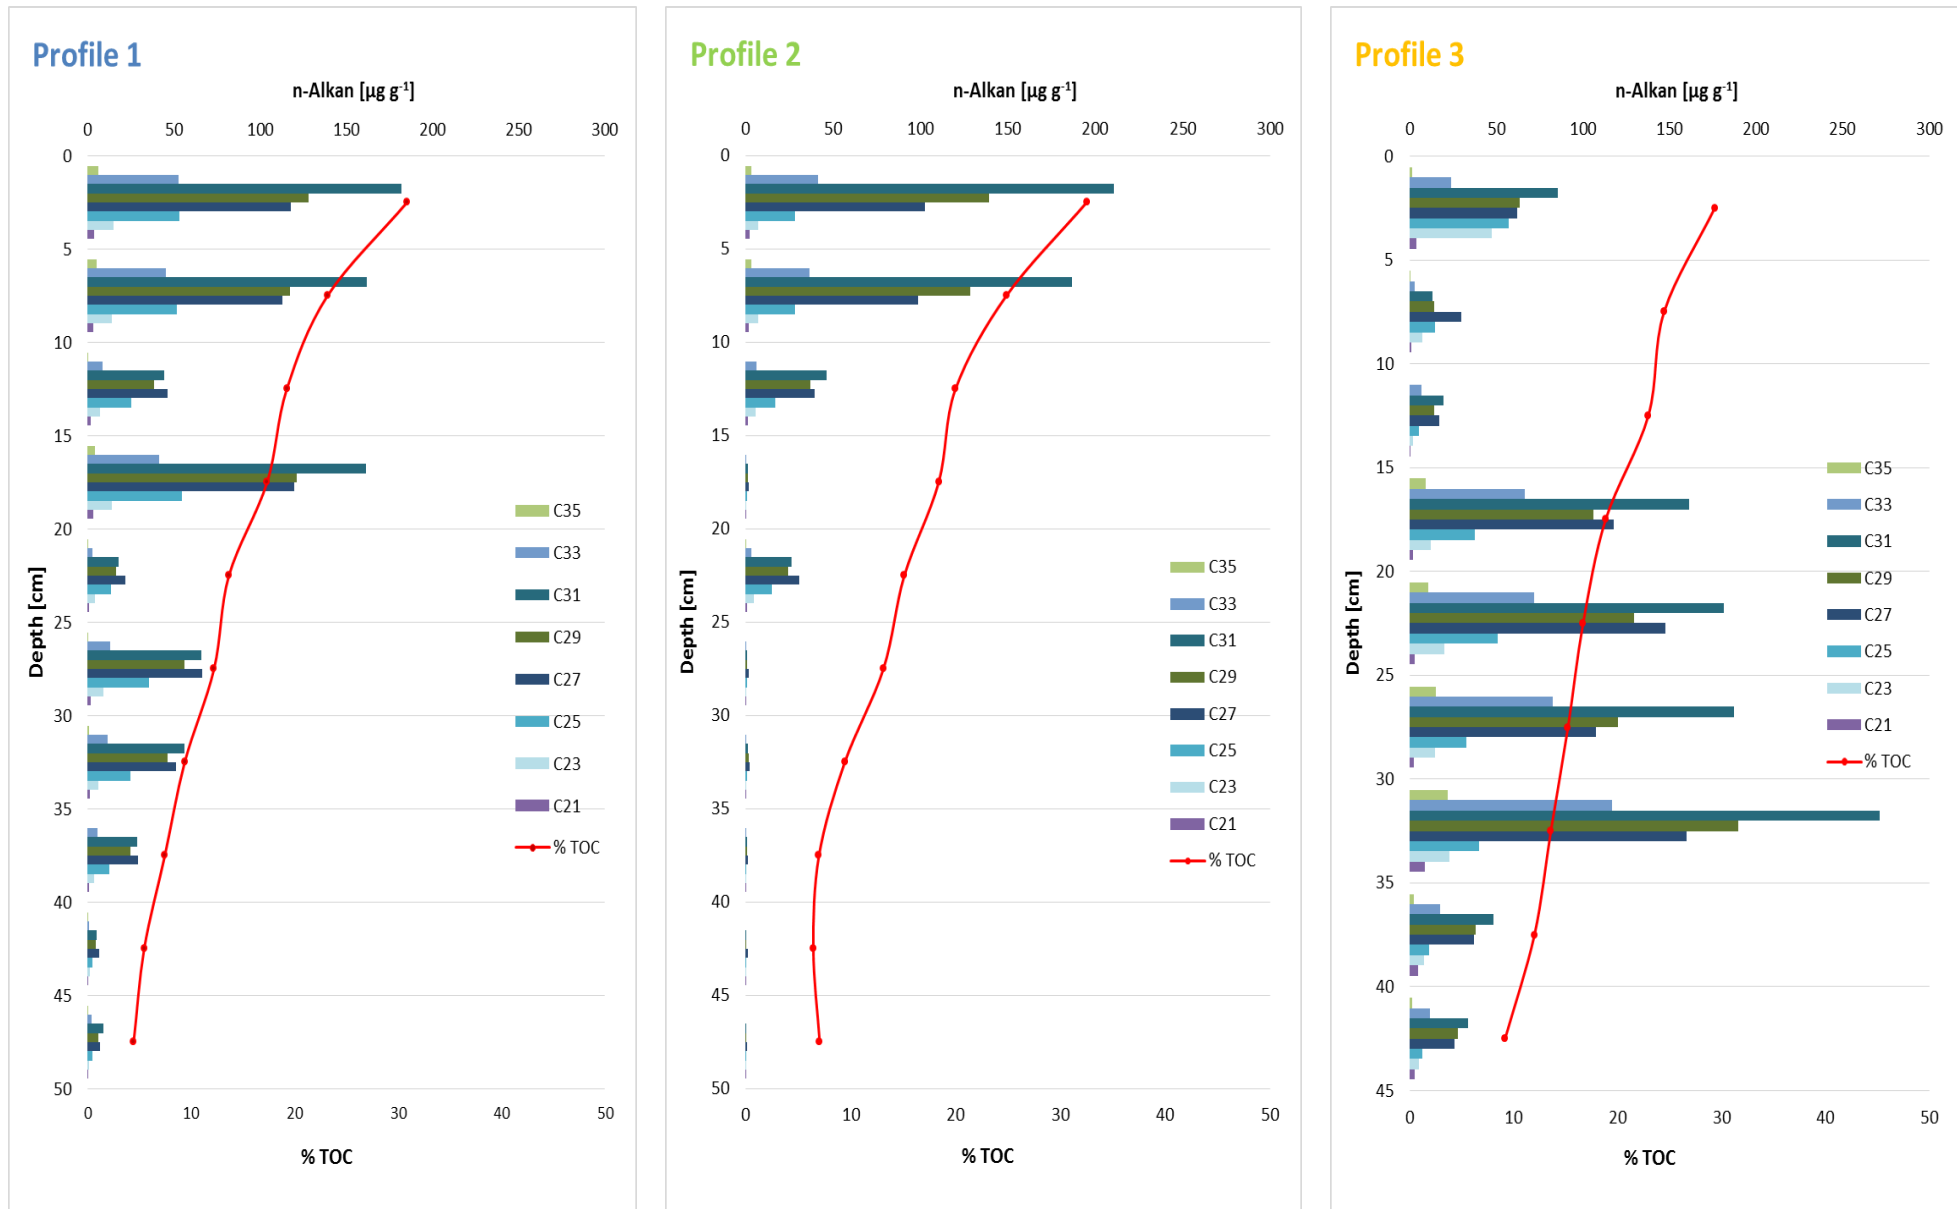 Profile 1
n-Alkan [µg g⁻¹]
0 50 100 150 200 250 300
0
5
10
15
20
25
30
35
40
45
50
Depth [cm]
C35
C33
C31
C29
C27
C25
C23
C21
% TOC
0 10 20 30 40 50
% TOC
Profile 2
n-Alkan [µg g⁻¹]
0 50 100 150 200 250 300
0
5
10
15
20
25
30
35
40
45
50
Depth [cm]
C35
C33
C31
C29
C27
C25
C23
C21
% TOC
0 10 20 30 40 50
% TOC
Profile 3
n-Alkan [µg g⁻¹]
0 50 100 150 200 250 300
0
5
10
15
20
25
30
35
40
45
Depth [cm]
C35
C33
C31
C29
C27
C25
C23
C21
% TOC
0 10 20 30 40 50
% TOC